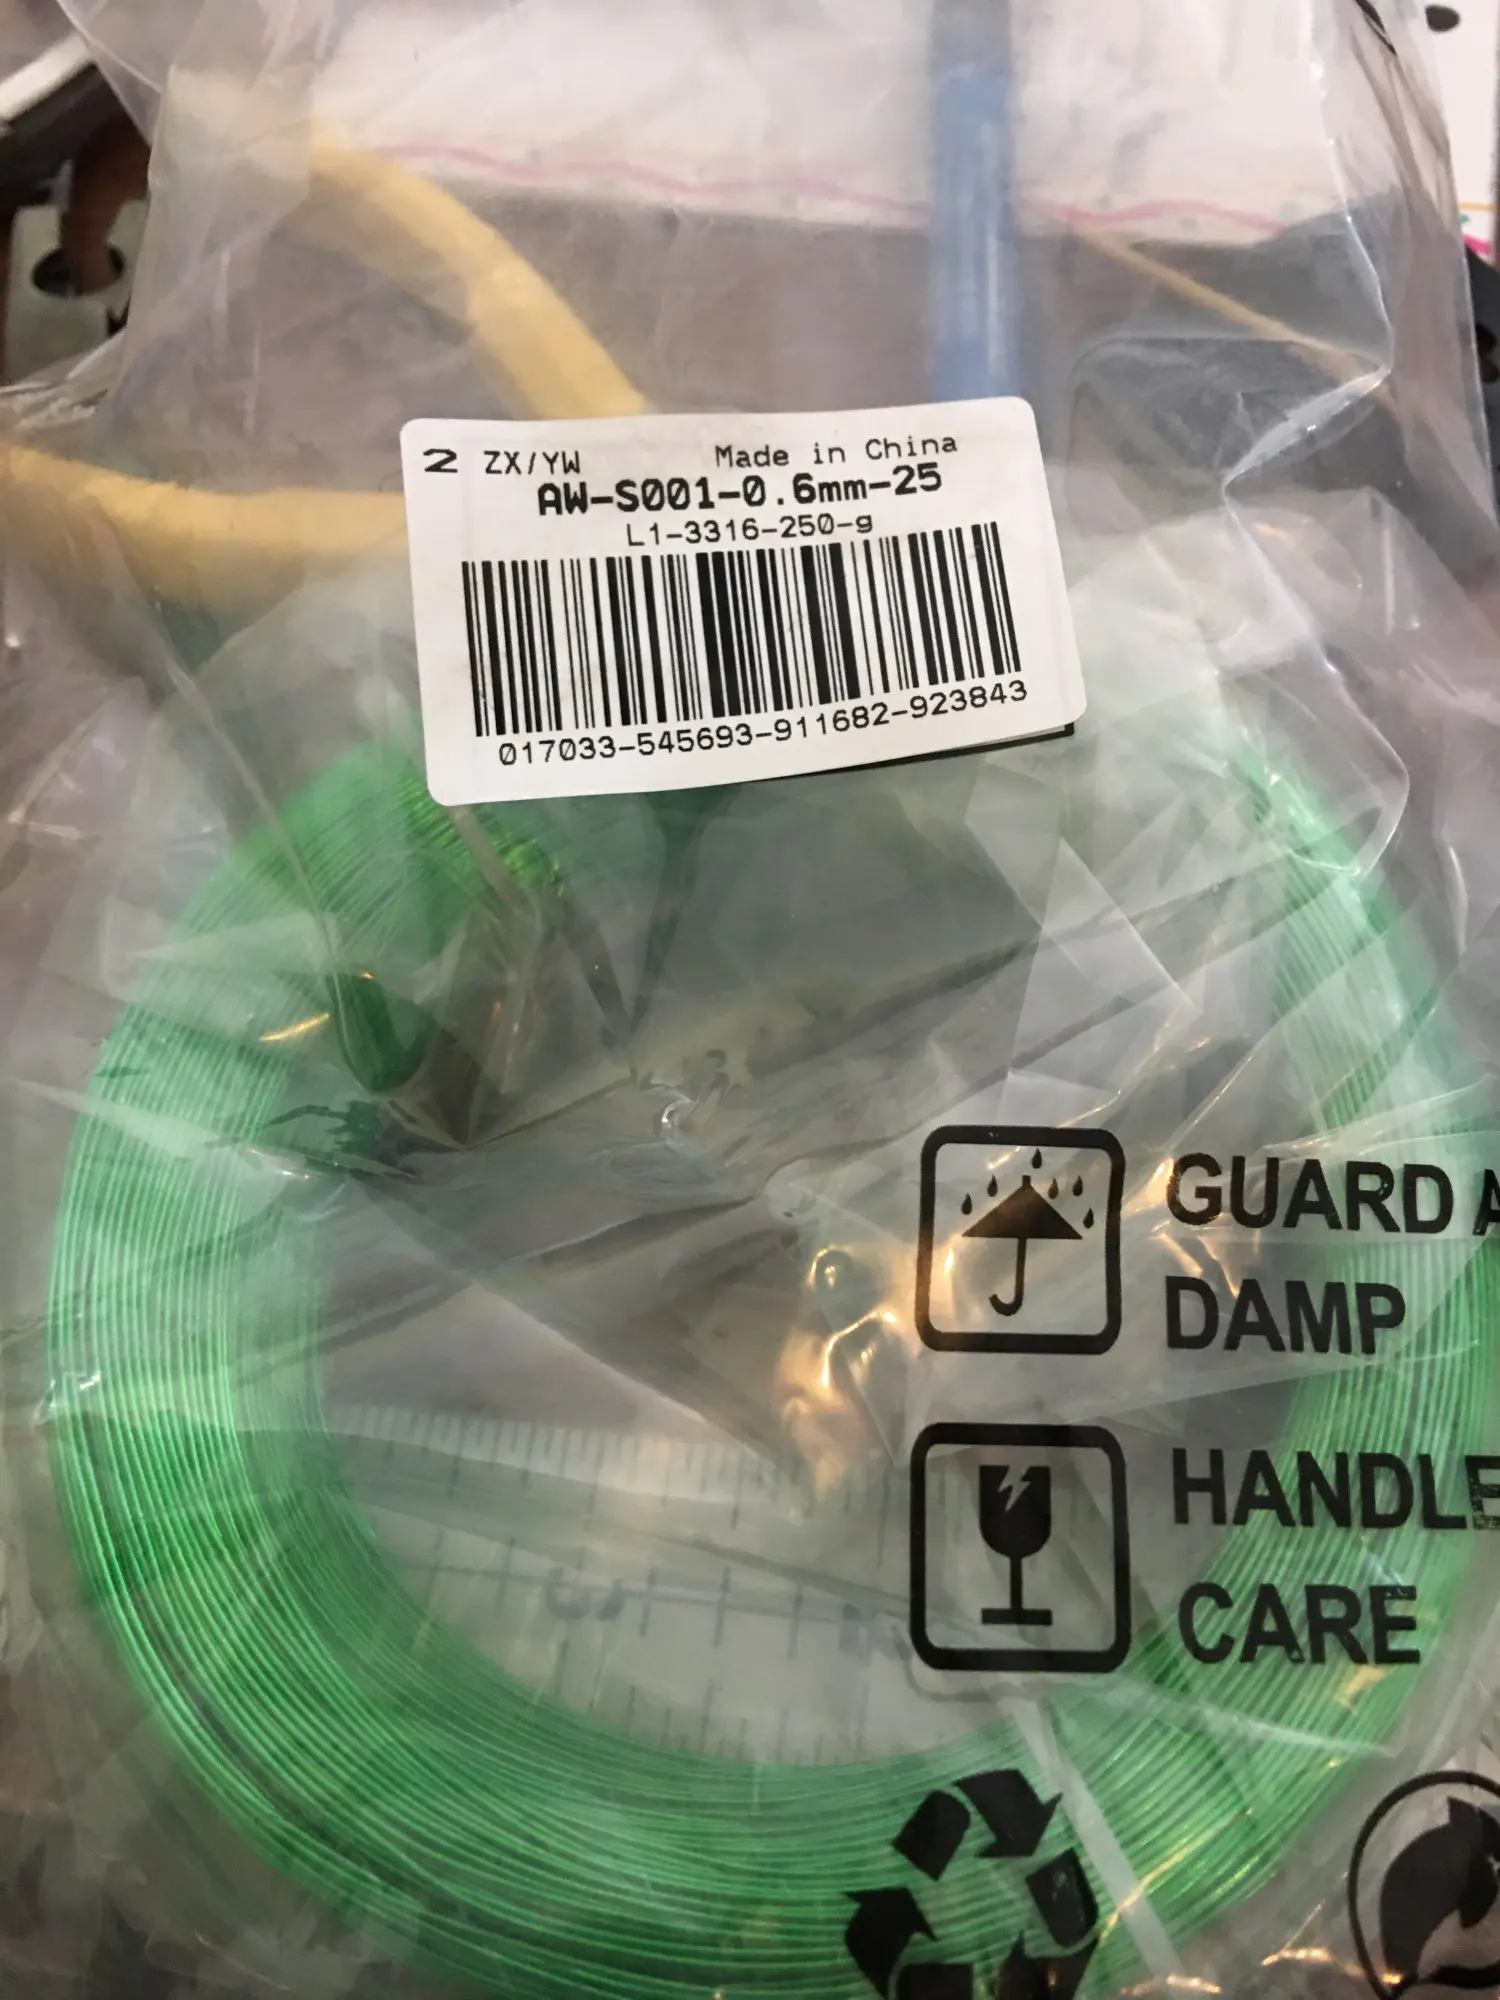 2 ZX/YW Made in China
AW-S001-0.6mm-25
L1-3316-250-g
017033-545693-911682-923843
GUARD A
DAMP
HANDLE
CARE